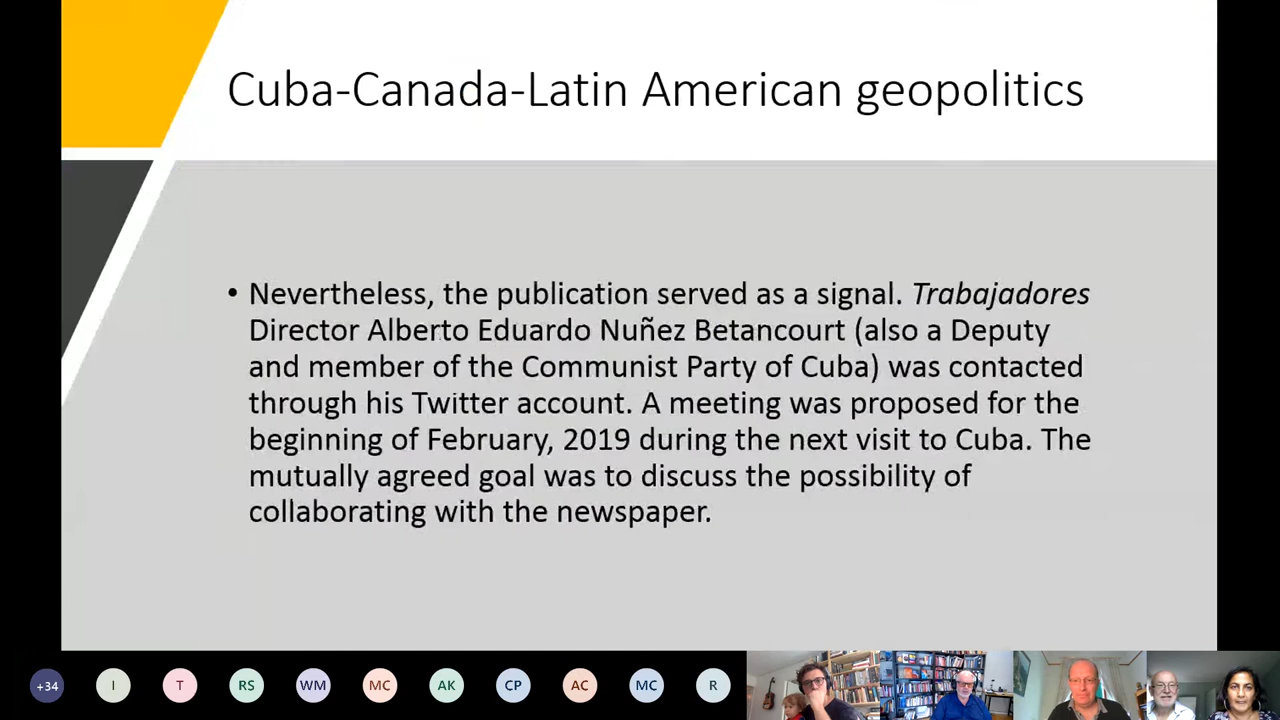 Cuba-Canada-Latin American geopolitics
• Nevertheless, the publication served as a signal. Trabajadores
Director Alberto Eduardo Nuñez Betancourt (also a Deputy
and member of the Communist Party of Cuba) was contacted
through his Twitter account. A meeting was proposed for the
beginning of February, 2019 during the next visit to Cuba. The
mutually agreed goal was to discuss the possibility of
collaborating with the newspaper.
+34 I T RS WM MC AK CP AC MC R